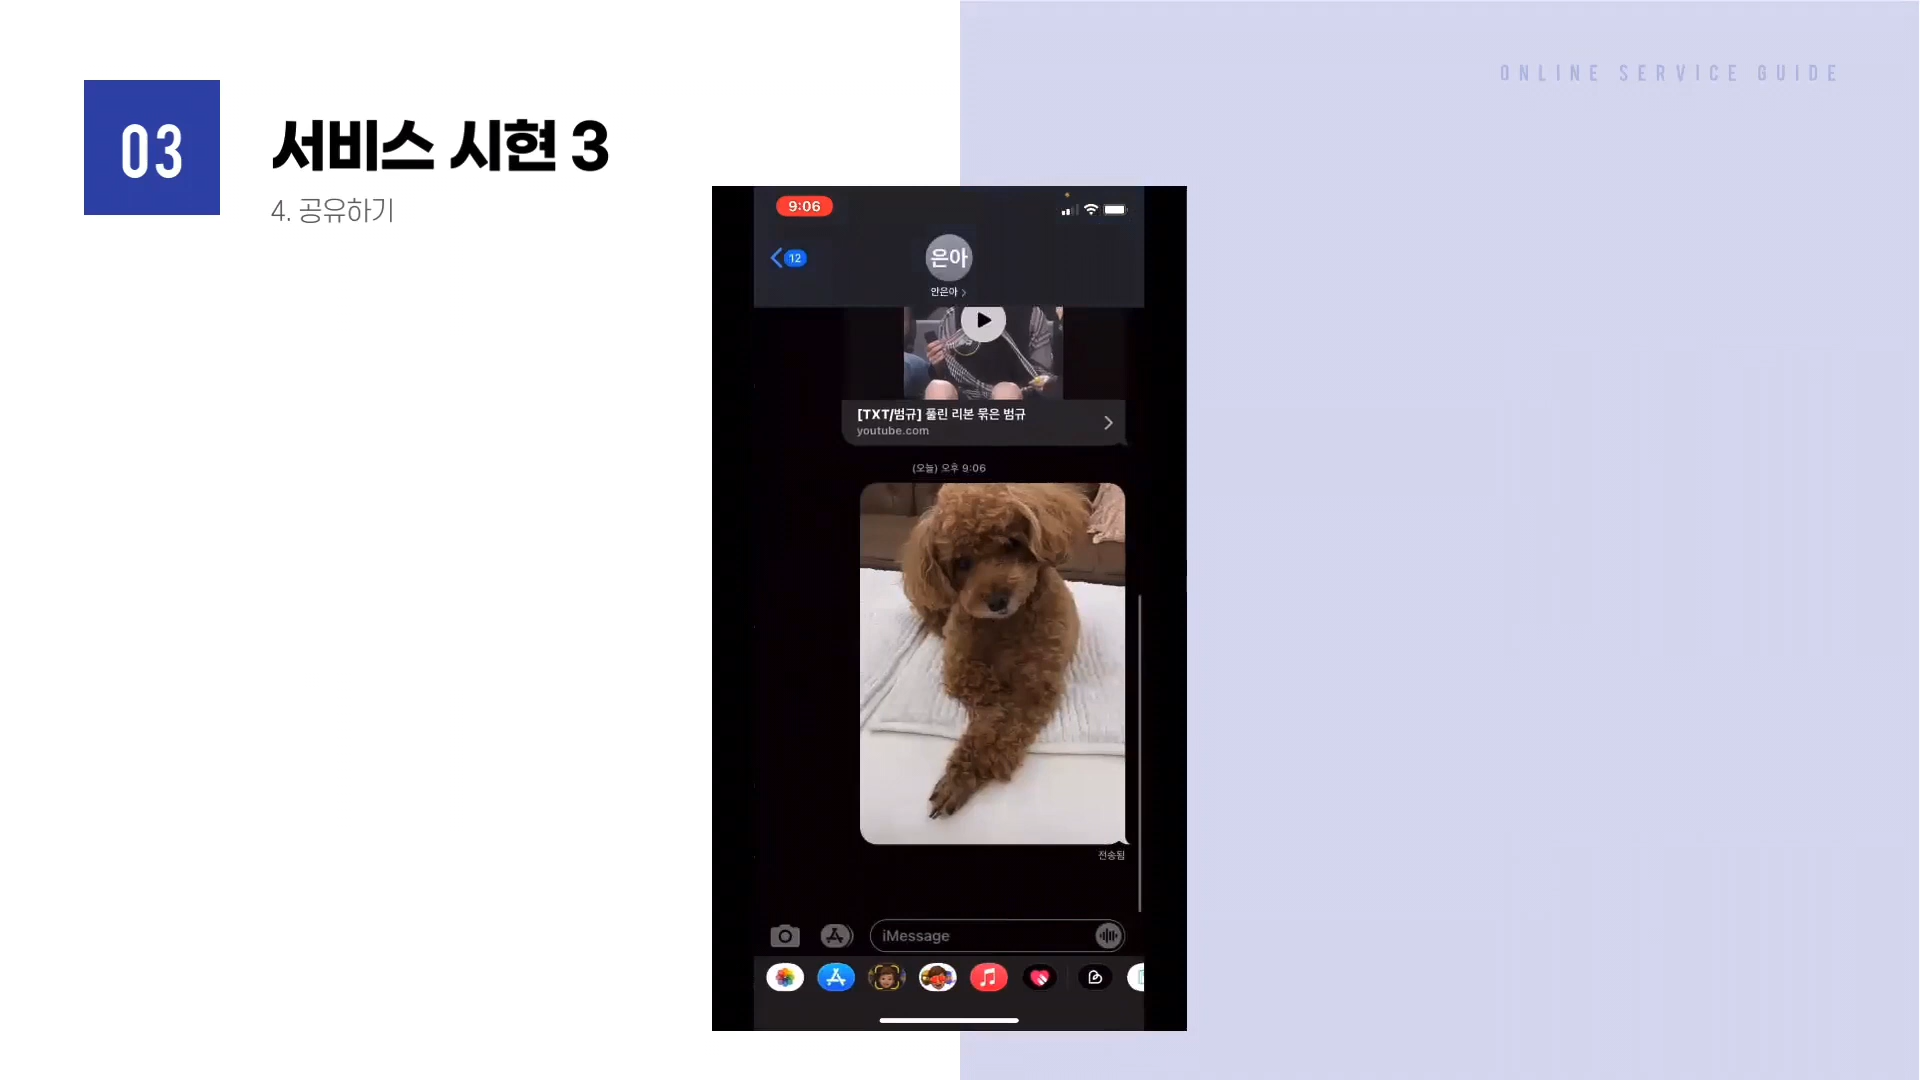 ONLINE SERVICE GUIDE
03
서비스 시현 3
4. 공유하기
9:06
12
은아
안은아
[TXT/범규] 풀린 리본 묶은 범규
youtube.com
(오늘) 오후 9:06
전송됨
iMessage